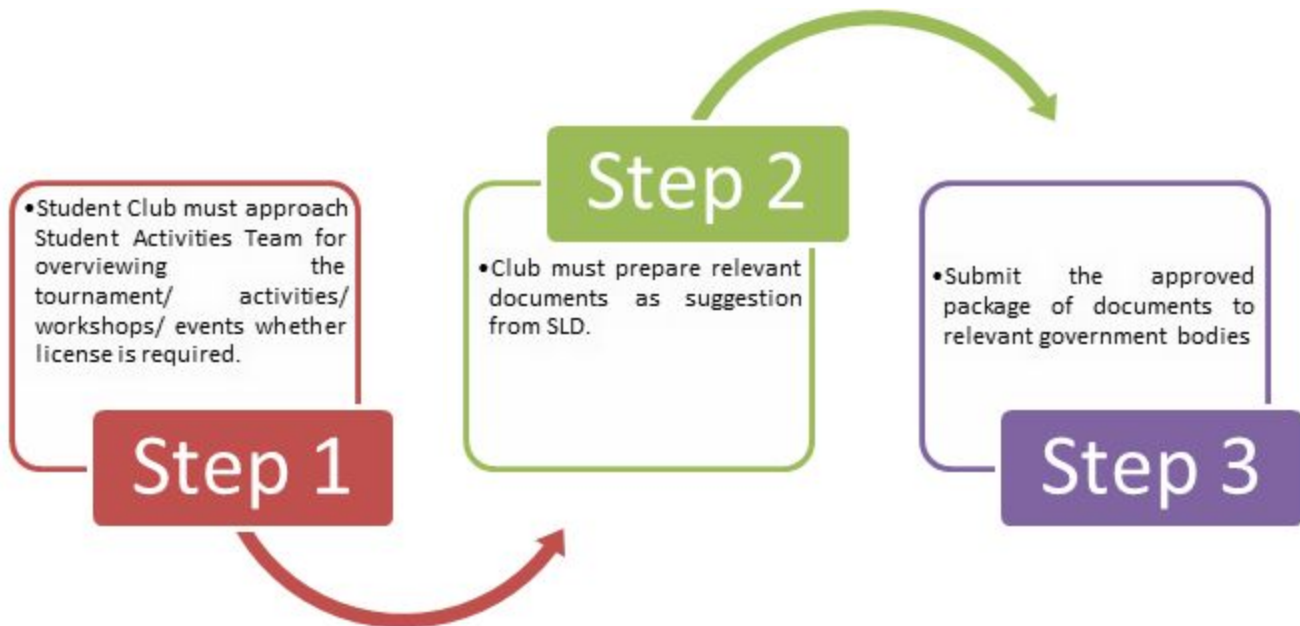 •Student Club must approach
Student Activities Team for
overviewing the
tournament/ activities/
workshops/ events whether
license is required.
Step 1
Step 2
•Club must prepare relevant
documents as suggestion
from SLD.
•Submit the approved
package of documents to
relevant government bodies
Step 3